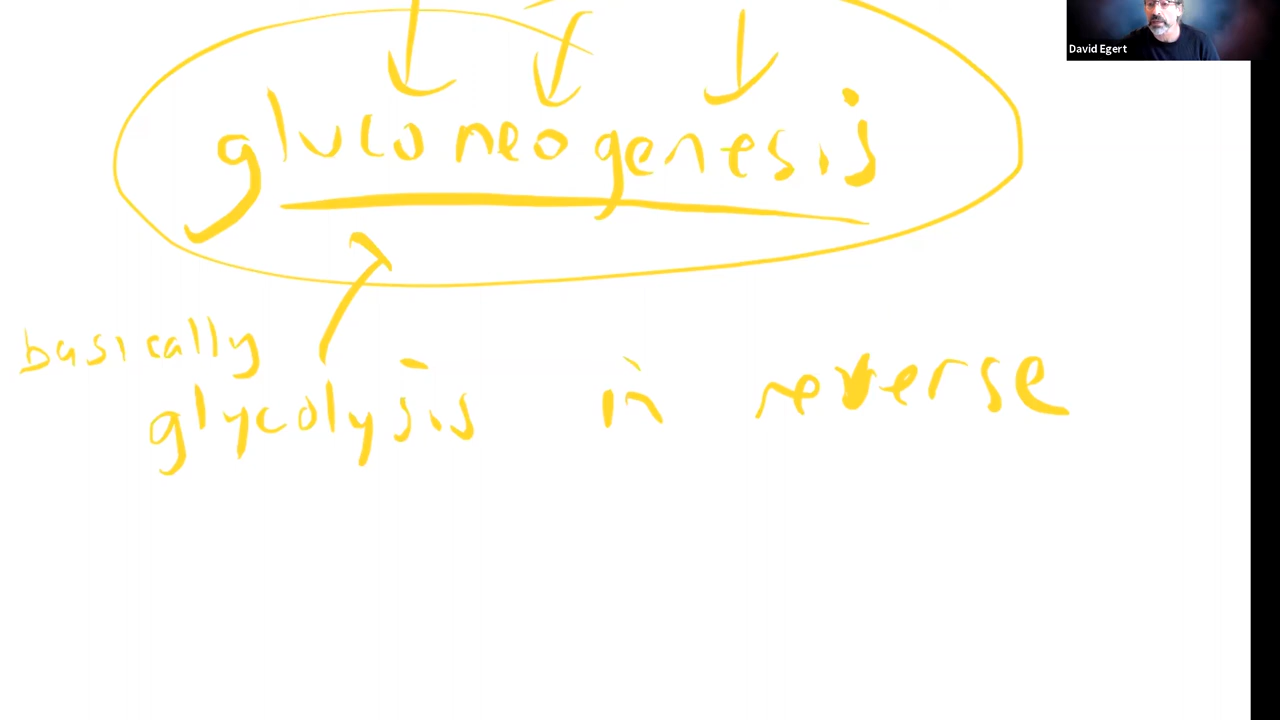 David Egert
gluconeogenesis
basically
glycolysis in reverse